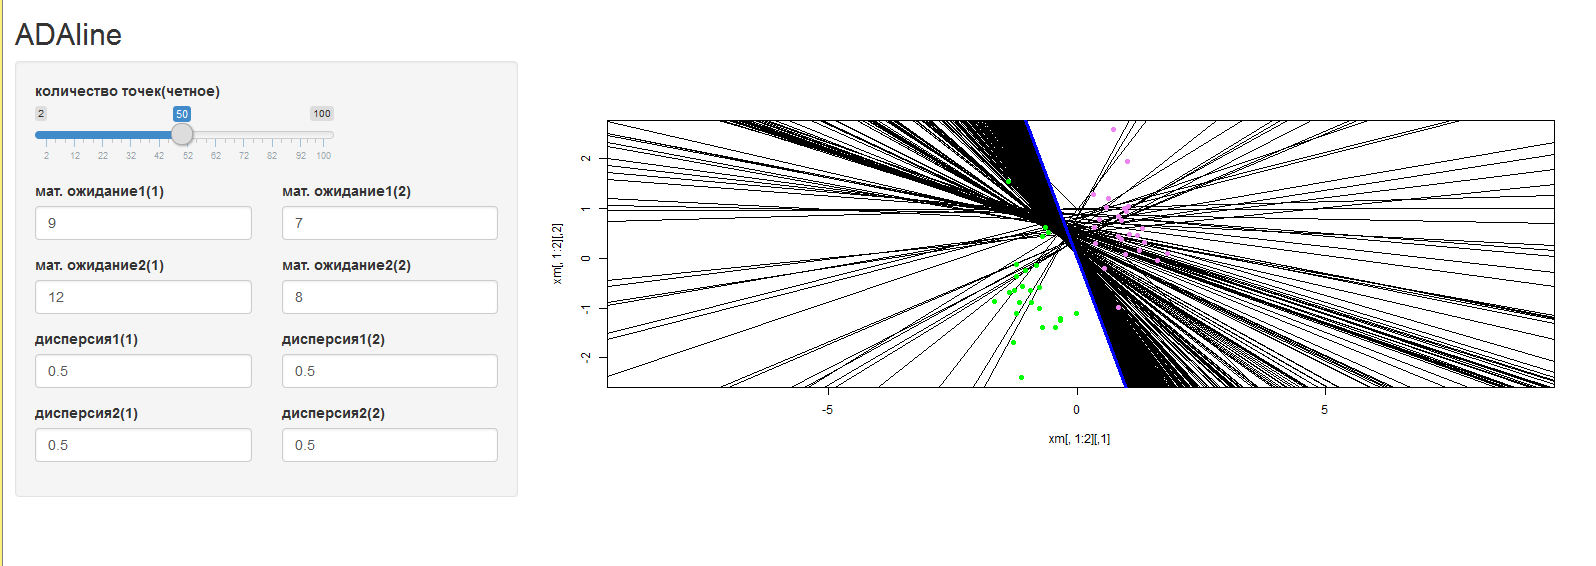 ADAline
количество точек(четное)
2 50 100
2 12 22 32 42 52 62 72 82 92 100
мат. ожидание1(1) мат. ожидание1(2)
9 7
мат. ожидание2(1) мат. ожидание2(2)
12 8
дисперсия1(1) дисперсия1(2)
0.5 0.5
дисперсия2(1) дисперсия2(2)
0.5 0.5
xm[, 1:2][,2]
2
1
0
-1
-2
-5 0 5
xm[, 1:2][,1]